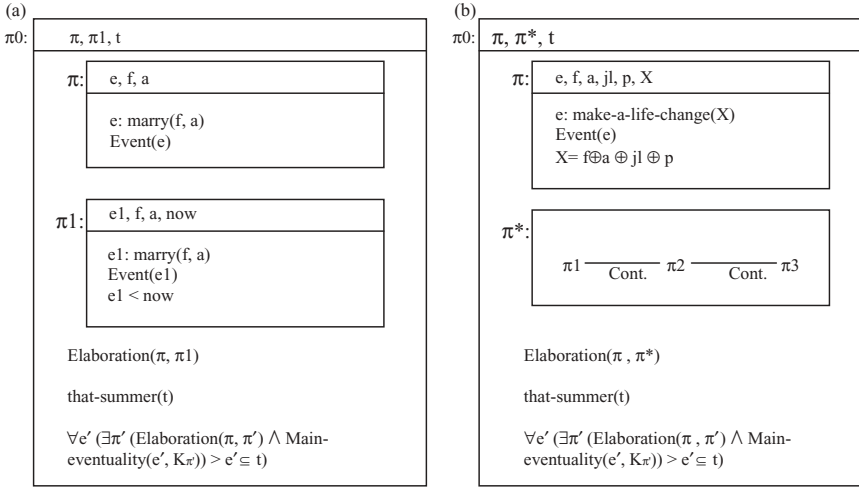 (a)
π0: π, π1, t
π: e, f, a
e: marry(f, a)
Event(e)
π1: e1, f, a, now
e1: marry(f, a)
Event(e1)
e1 < now
Elaboration(π, π1)
that-summer(t)
∀e′ (∃π′ (Elaboration(π, π′) ∧ Main-
eventuality(e′, Kπ′)) > e′ ⊆ t)
(b)
π0: π, π*, t
π: e, f, a, jl, p, X
e: make-a-life-change(X)
Event(e)
X= f⊕a ⊕ jl ⊕ p
π*:
π1 Cont. π2 Cont. π3
Elaboration(π , π*)
that-summer(t)
∀e′ (∃π′ (Elaboration(π , π′) ∧ Main-
eventuality(e′, Kπ′)) > e′ ⊆ t)